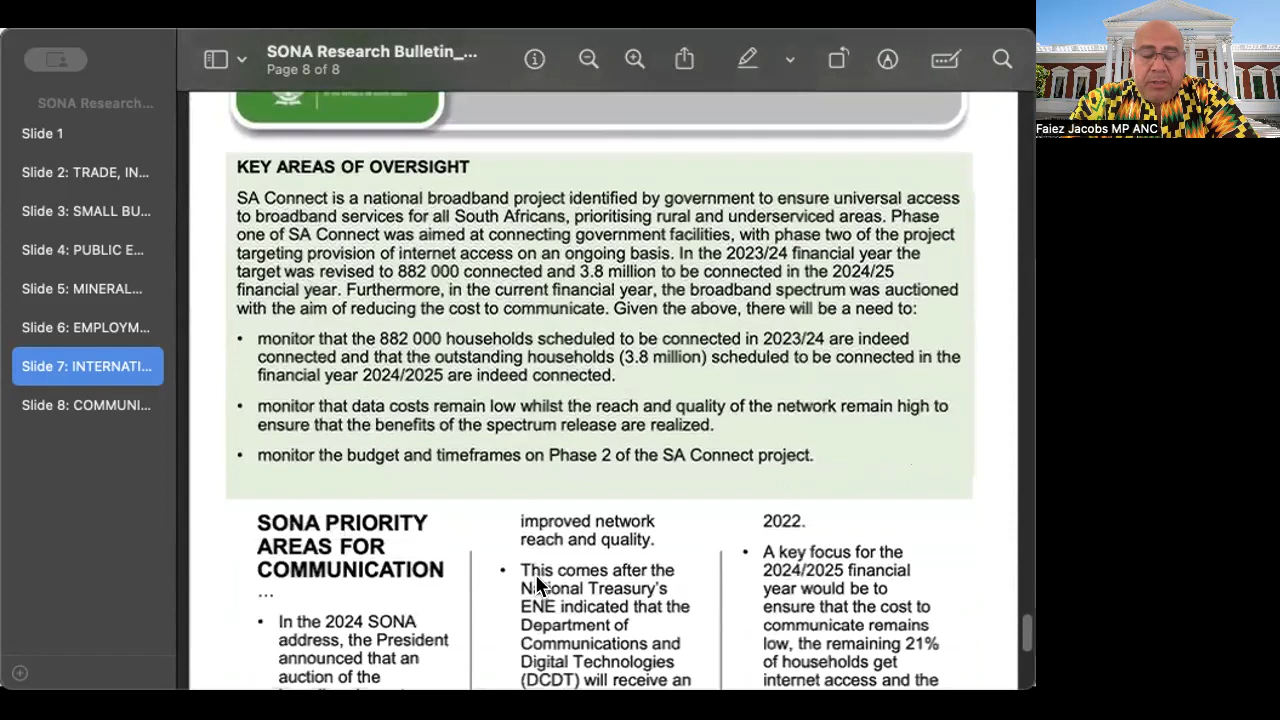 SONA Research Bulletin_...
Page 8 of 8
SONA Research...
Slide 1
Slide 2: TRADE, IN...
Slide 3: SMALL BU...
Slide 4: PUBLIC E...
Slide 5: MINERAL...
Slide 6: EMPLOYM...
Slide 7: INTERNATI...
Slide 8: COMMUNI...
Faiez Jacobs MP ANC
KEY AREAS OF OVERSIGHT
SA Connect is a national broadband project identified by government to ensure universal access
to broadband services for all South Africans, prioritising rural and underserviced areas. Phase
one of SA Connect was aimed at connecting government facilities, with phase two of the project
targeting provision of internet access on an ongoing basis. In the 2023/24 financial year the
target was revised to 882 000 connected and 3.8 million to be connected in the 2024/25
financial year. Furthermore, in the current financial year, the broadband spectrum was auctioned
with the aim of reducing the cost to communicate. Given the above, there will be a need to:
• monitor that the 882 000 households scheduled to be connected in 2023/24 are indeed
connected and that the outstanding households (3.8 million) scheduled to be connected in the
financial year 2024/2025 are indeed connected.
• monitor that data costs remain low whilst the reach and quality of the network remain high to
ensure that the benefits of the spectrum release are realized.
• monitor the budget and timeframes on Phase 2 of the SA Connect project.
SONA PRIORITY
AREAS FOR
COMMUNICATION
...
• In the 2024 SONA
address, the President
announced that an
auction of the
improved network
reach and quality.
• This comes after the
National Treasury's
ENE indicated that the
Department of
Communications and
Digital Technologies
(DCDT) will receive an
2022.
• A key focus for the
2024/2025 financial
year would be to
ensure that the cost to
communicate remains
low, the remaining 21%
of households get
internet access and the